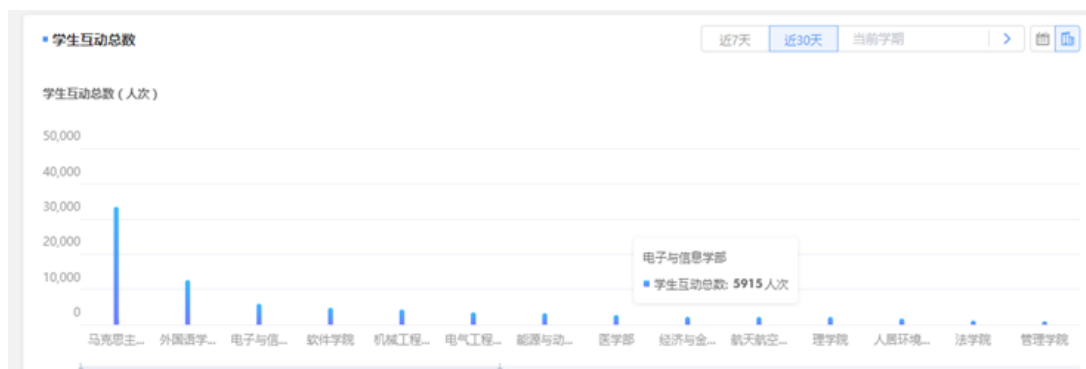 学生互动总数
近7天 近30天 当前学期
学生互动总数 ( 人次 )
50,000
40,000
30,000
20,000
10,000
0
电子与信息学部
学生互动总数: 5915 人次
马克思主... 外国语学... 电子与信... 软件学院 机械工程... 电气工程... 能源与动... 医学部 经济与金... 航天航空... 理学院 人居环境... 法学院 管理学院